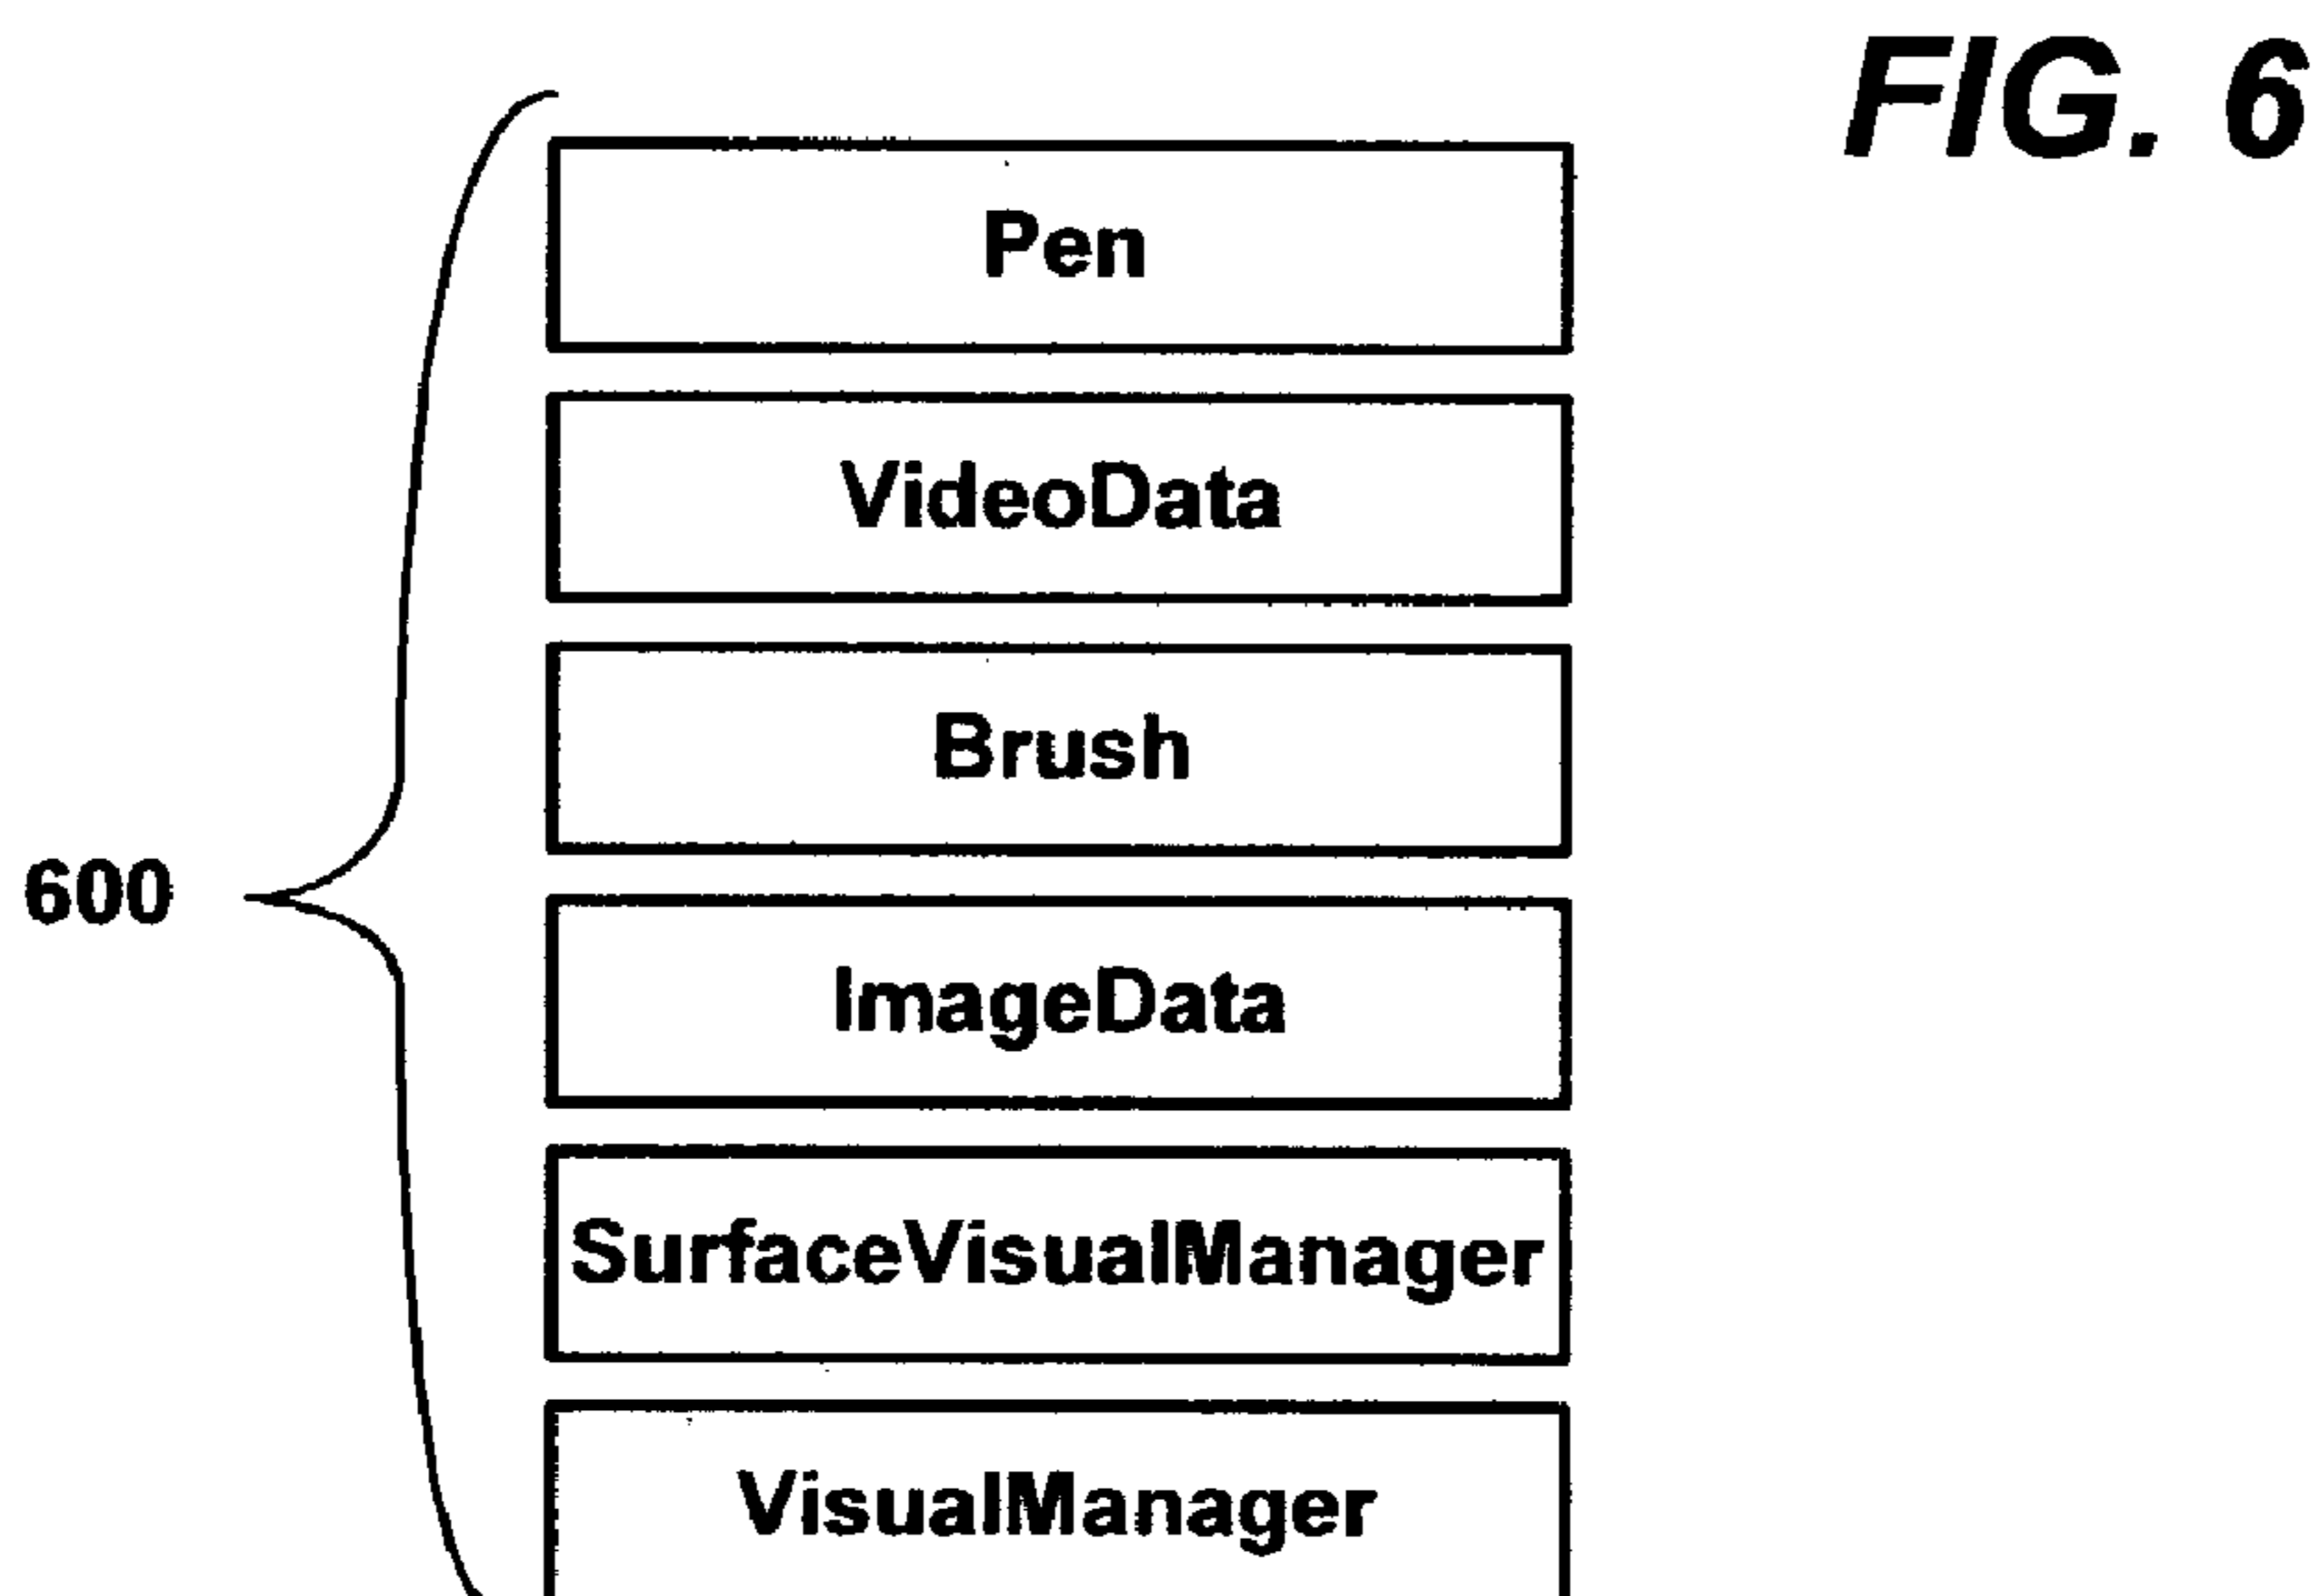 FIG. 6
Pen
VideoData
Brush
600
ImageData
SurfaceVisualManager
VisualManager